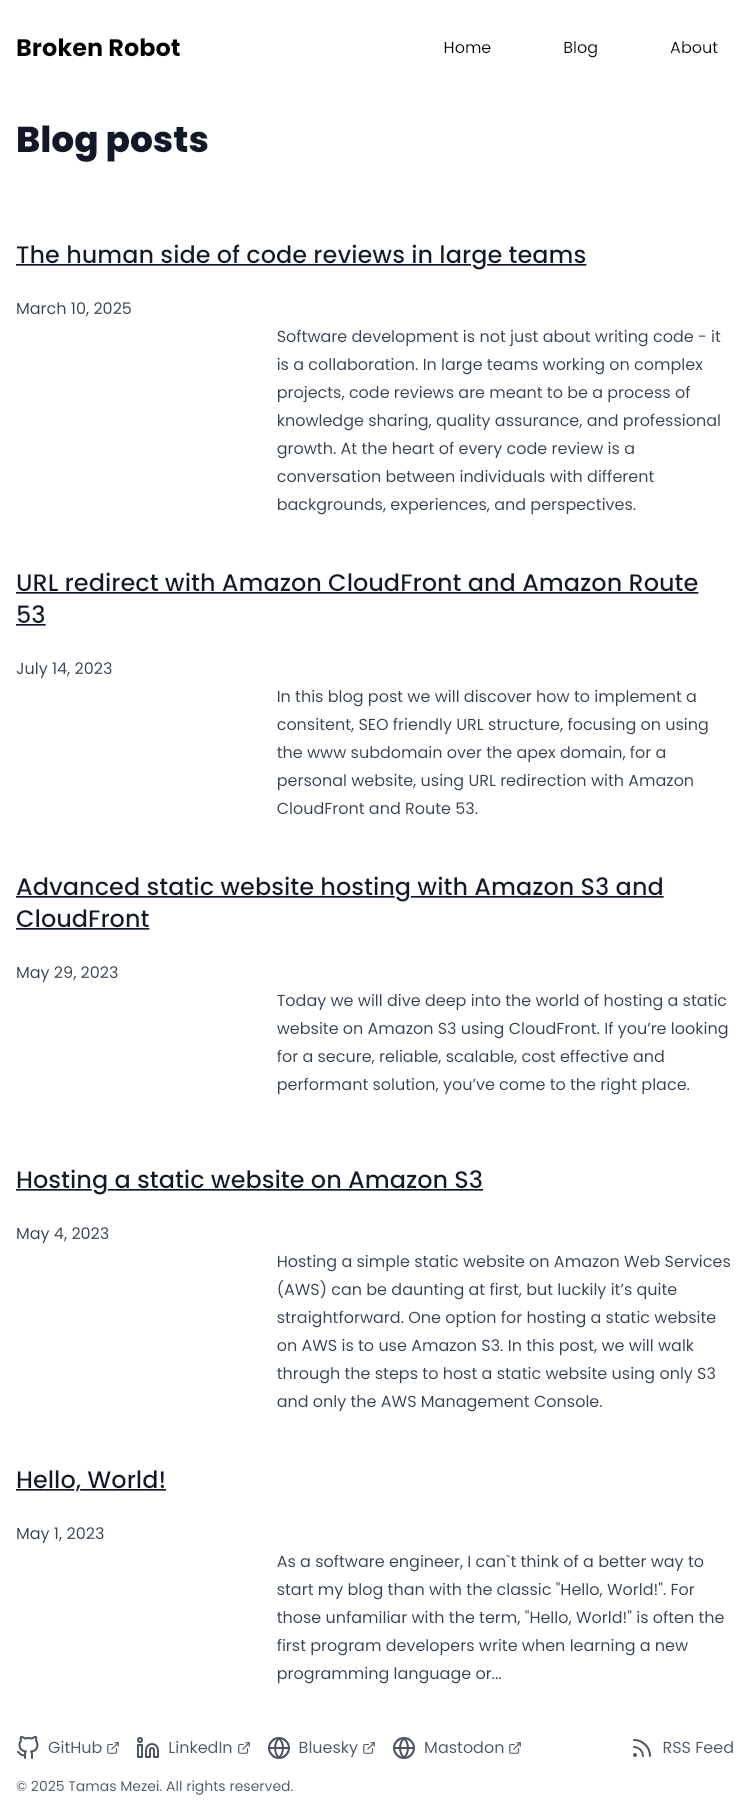 Broken Robot
Home
Blog
About
Blog posts
The human side of code reviews in large teams
March 10, 2025
Software development is not just about writing code - it
is a collaboration. In large teams working on complex
projects, code reviews are meant to be a process of
knowledge sharing, quality assurance, and professional
growth. At the heart of every code review is a
conversation between individuals with different
backgrounds, experiences, and perspectives.
URL redirect with Amazon CloudFront and Amazon Route
53
July 14, 2023
In this blog post we will discover how to implement a
consitent, SEO friendly URL structure, focusing on using
the www subdomain over the apex domain, for a
personal website, using URL redirection with Amazon
CloudFront and Route 53.
Advanced static website hosting with Amazon S3 and
CloudFront
May 29, 2023
Today we will dive deep into the world of hosting a static
website on Amazon S3 using CloudFront. If you’re looking
for a secure, reliable, scalable, cost effective and
performant solution, you’ve come to the right place.
Hosting a static website on Amazon S3
May 4, 2023
Hosting a simple static website on Amazon Web Services
(AWS) can be daunting at first, but luckily it’s quite
straightforward. One option for hosting a static website
on AWS is to use Amazon S3. In this post, we will walk
through the steps to host a static website using only S3
and only the AWS Management Console.
Hello, World!
May 1, 2023
As a software engineer, I can`t think of a better way to
start my blog than with the classic "Hello, World!". For
those unfamiliar with the term, "Hello, World!" is often the
first program developers write when learning a new
programming language or...
GitHub
LinkedIn
Bluesky
Mastodon
RSS Feed
© 2025 Tamas Mezei. All rights reserved.